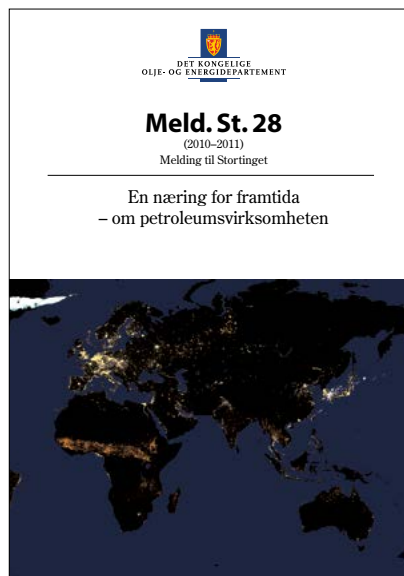 DET KONGELIGE
OLJE- OG ENERGIDEPARTEMENT
Meld. St. 28
(2010–2011)
Melding til Stortinget
En næring for framtida
– om petroleumsvirksomheten